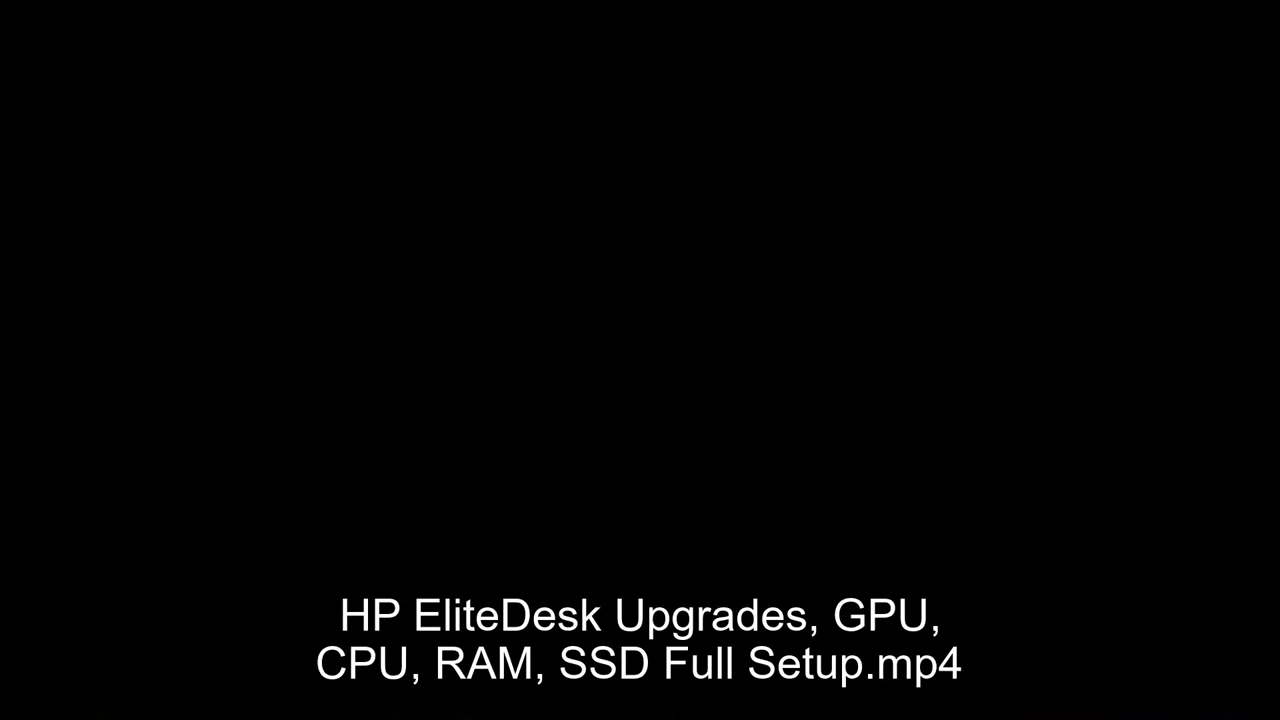 HP EliteDesk Upgrades, GPU,
CPU, RAM, SSD Full Setup.mp4